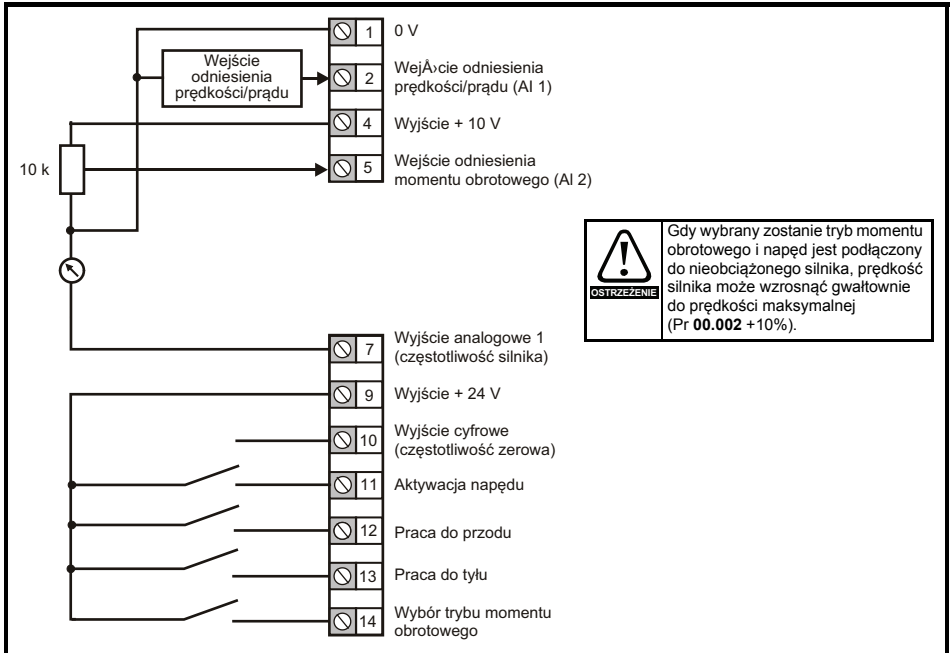 1 0 V
Wejście
odniesienia
prędkości/prądu
2 WejÅ›cie odniesienia
prędkości/prądu (AI 1)
4 Wyjście + 10 V
10 k
5 Wejście odniesienia
momentu obrotowego (AI 2)
OSTRZEŻENIE
Gdy wybrany zostanie tryb momentu
obrotowego i napęd jest podłączony
do nieobciążonego silnika, prędkość
silnika może wzrosnąć gwałtownie
do prędkości maksymalnej
(Pr 00.002 +10%).
7 Wyjście analogowe 1
(częstotliwość silnika)
9 Wyjście + 24 V
10 Wyjście cyfrowe
(częstotliwość zerowa)
11 Aktywacja napędu
12 Praca do przodu
13 Praca do tyłu
14 Wybór trybu momentu
obrotowego